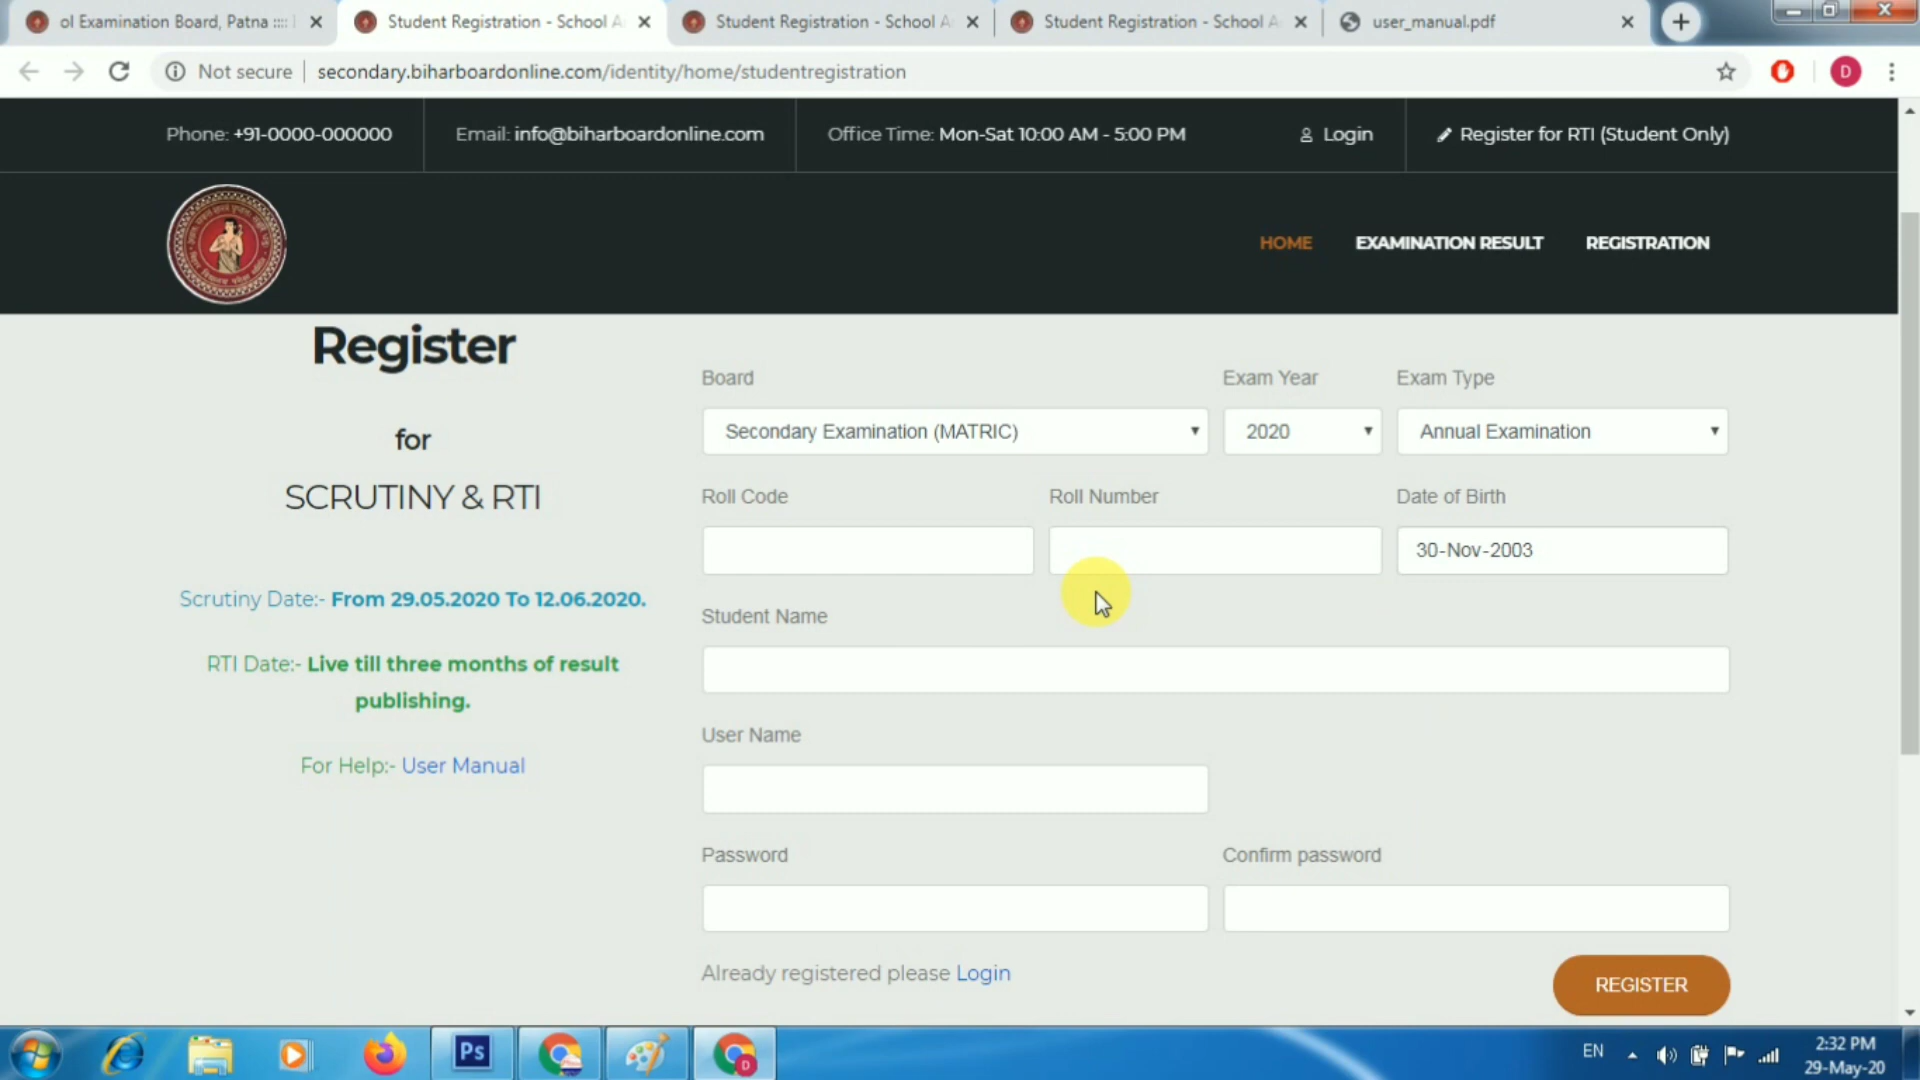 ol Examination Board, Patna ::::
Student Registration - School A
Student Registration - School A
Student Registration - School A
user_manual.pdf
Not secure
secondary.biharboardonline.com/identity/home/studentregistration
D
Phone: +91-0000-000000
Email: info@biharboardonline.com
Office Time: Mon-Sat 10:00 AM - 5:00 PM
Login
Register for RTI (Student Only)
HOME
EXAMINATION RESULT
REGISTRATION
Register
for
SCRUTINY & RTI
Scrutiny Date:- From 29.05.2020 To 12.06.2020.
RTI Date:- Live till three months of result
publishing.
For Help:- User Manual
Board
Exam Year
Exam Type
Secondary Examination (MATRIC)
2020
Annual Examination
Roll Code
Roll Number
Date of Birth
30-Nov-2003
Student Name
User Name
Password
Confirm password
Already registered please Login
REGISTER
Ps
D
EN
2:32 PM
29-May-20